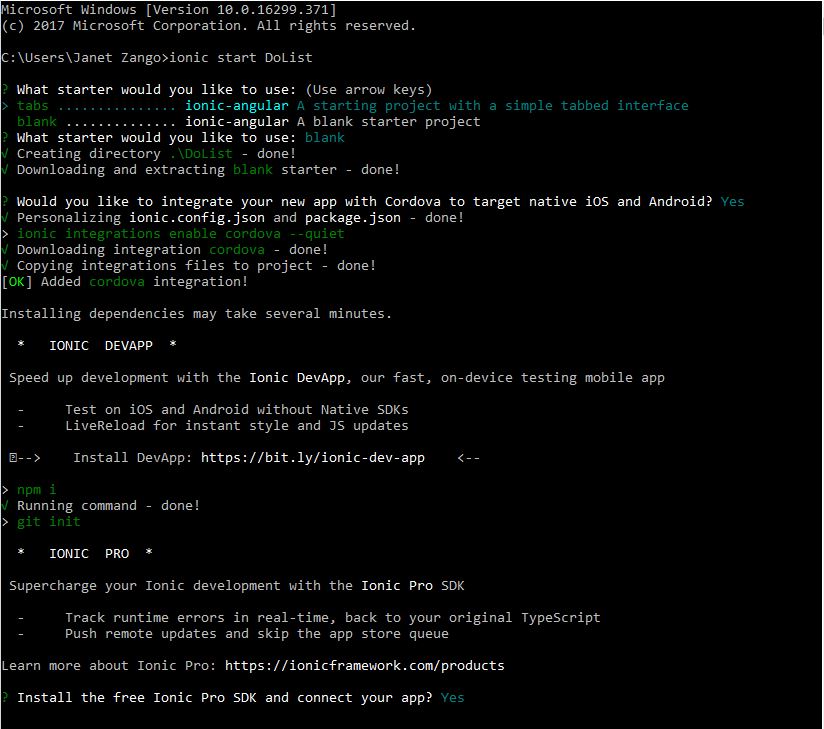 Microsoft Windows [Version 10.0.16299.371]
(c) 2017 Microsoft Corporation. All rights reserved.
C:\Users\Janet Zango>ionic start DoList
? What starter would you like to use: (Use arrow keys)
> tabs ............... ionic-angular A starting project with a simple tabbed interface
blank .............. ionic-angular A blank starter project
? What starter would you like to use: blank
√ Creating directory .\DoList - done!
√ Downloading and extracting blank starter - done!
? Would you like to integrate your new app with Cordova to target native iOS and Android? Yes
√ Personalizing ionic.config.json and package.json - done!
> ionic integrations enable cordova --quiet
√ Downloading integration cordova - done!
√ Copying integrations files to project - done!
[OK] Added cordova integration!
Installing dependencies may take several minutes.
* IONIC DEVAPP *
Speed up development with the Ionic DevApp, our fast, on-device testing mobile app
- Test on iOS and Android without Native SDKs
- LiveReload for instant style and JS updates
--> Install DevApp: https://bit.ly/ionic-dev-app <--
> npm i
√ Running command - done!
> git init
* IONIC PRO *
Supercharge your Ionic development with the Ionic Pro SDK
- Track runtime errors in real-time, back to your original TypeScript
- Push remote updates and skip the app store queue
Learn more about Ionic Pro: https://ionicframework.com/products
? Install the free Ionic Pro SDK and connect your app? Yes